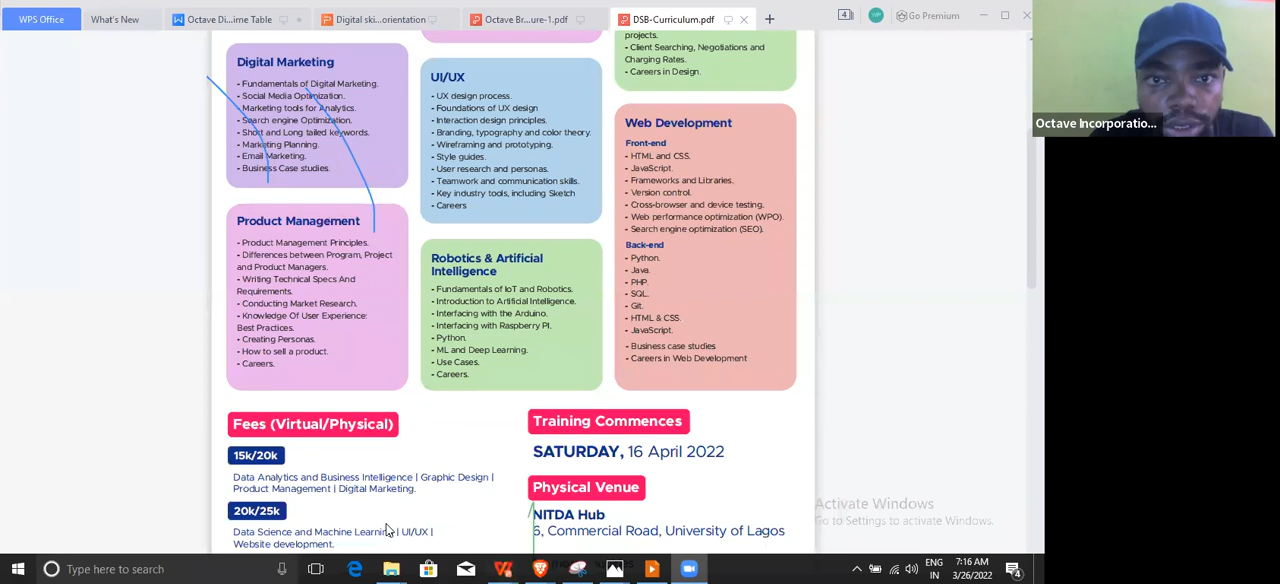 WPS Office
What's New
Octave Di...ime Table
Digital ski...orientation
Octave Br...ure-1.pdf
DSB-Curriculum.pdf
4
Go Premium
Digital Marketing
- Fundamentals of Digital Marketing.
- Social Media Optimization.
Marketing tools for Analytics.
- Search engine Optimization.
- Short and Long tailed keywords.
- Marketing Planning.
- Email Marketing.
- Business Case studies.
Product Management
- Product Management Principles.
- Differences between Program, Project
and Product Managers.
- Writing Technical Specs And
Requirements.
- Conducting Market Research.
- Knowledge Of User Experience:
Best Practices.
- Creating Personas.
- How to sell a product.
- Careers.
UI/UX
- UX design process.
- Foundations of UX design
- Interaction design principles.
- Branding, typography and color theory.
- Wireframing and prototyping.
- Style guides.
- User research and personas.
- Teamwork and communication skills.
- Key industry tools, including Sketch
- Careers
Robotics & Artificial
Intelligence
- Fundamentals of IoT and Robotics.
- Introduction to Artificial Intelligence.
- Interfacing with the Arduino.
- Interfacing with Raspberry PI.
- Python.
- ML and Deep Learning.
- Use Cases.
- Careers.
projects.
- Client Searching, Negotiations and
Charging Rates.
- Careers in Design.
Web Development
Front-end
- HTML and CSS.
- JavaScript.
- Frameworks and Libraries.
- Version control.
- Cross-browser and device testing.
- Web performance optimization (WPO).
- Search engine optimization (SEO).
Back-end
- Python.
- Java.
- PHP.
- SQL.
- Git.
- HTML & CSS.
- JavaScript.
- Business case studies
- Careers in Web Development
Fees (Virtual/Physical)
15k/20k
Data Analytics and Business Intelligence | Graphic Design |
Product Management | Digital Marketing.
20k/25k
Data Science and Machine Learning | UI/UX |
Website development.
Training Commences
SATURDAY, 16 April 2022
Physical Venue
NITDA Hub
6, Commercial Road, University of Lagos
Octave Incorporatio...
Activate Windows
Go to Settings to activate Windows.
Type here to search
ENG
IN
7:16 AM
3/26/2022
4